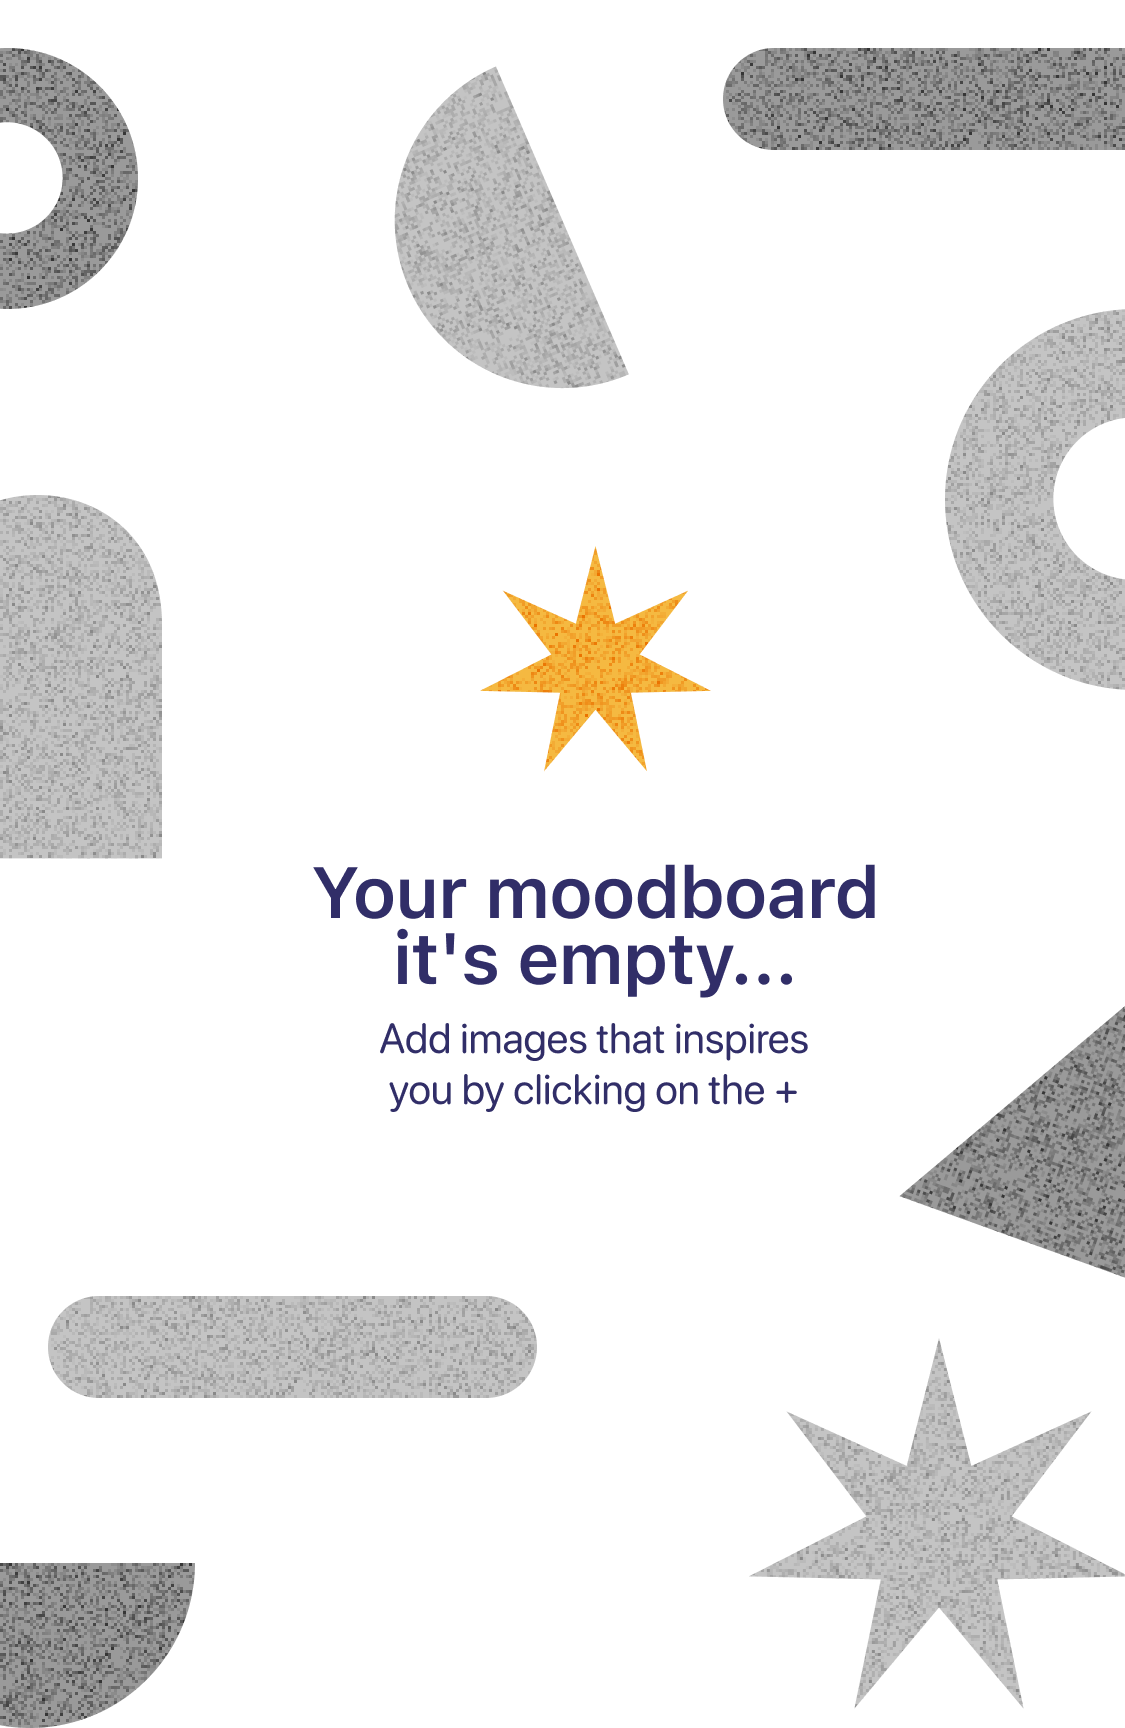 Your moodboard
it's empty...
Add images that inspires
you by clicking on the +